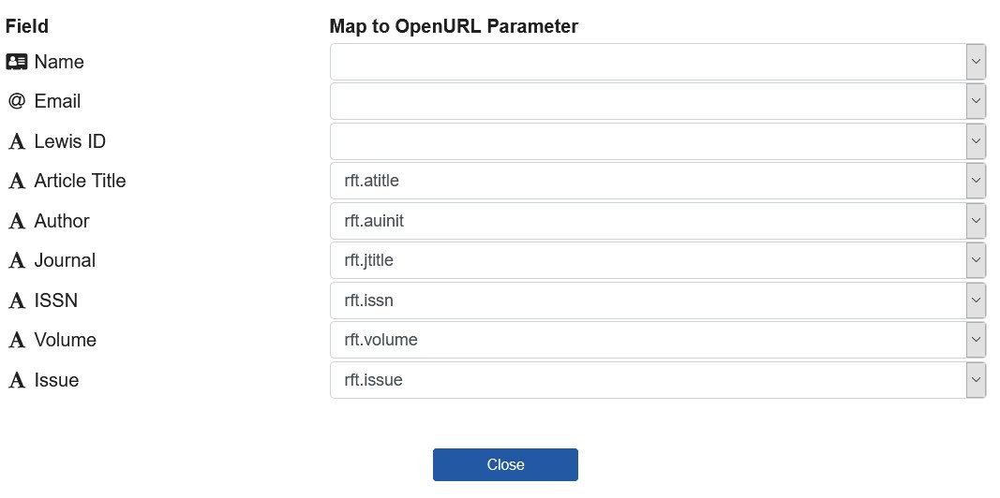 Field Map to OpenURL Parameter
Name
@ Email
A Lewis ID
A Article Title rft.atitle
A Author rft.auinit
A Journal rft.jtitle
A ISSN rft.issn
A Volume rft.volume
A Issue rft.issue
Close